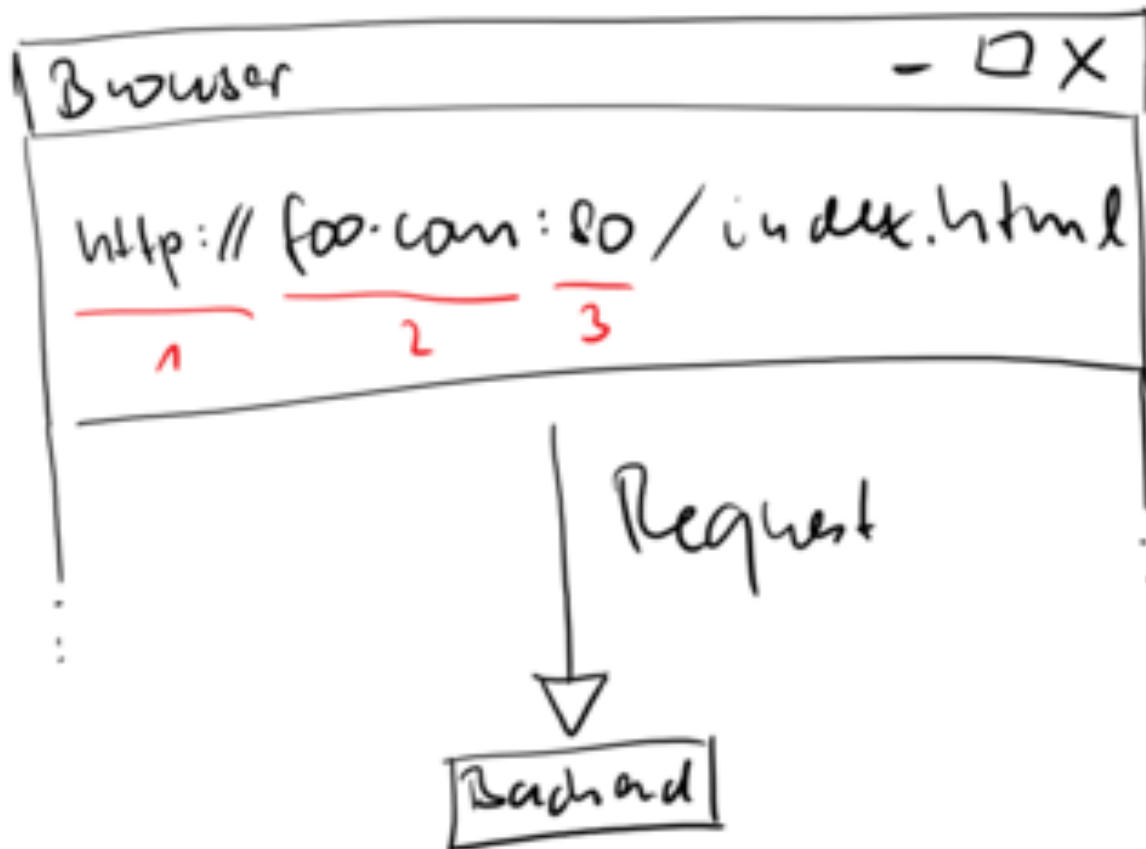 Browser - □ X
http://foo.com:80/index.html
1 2 3
Request
Backend